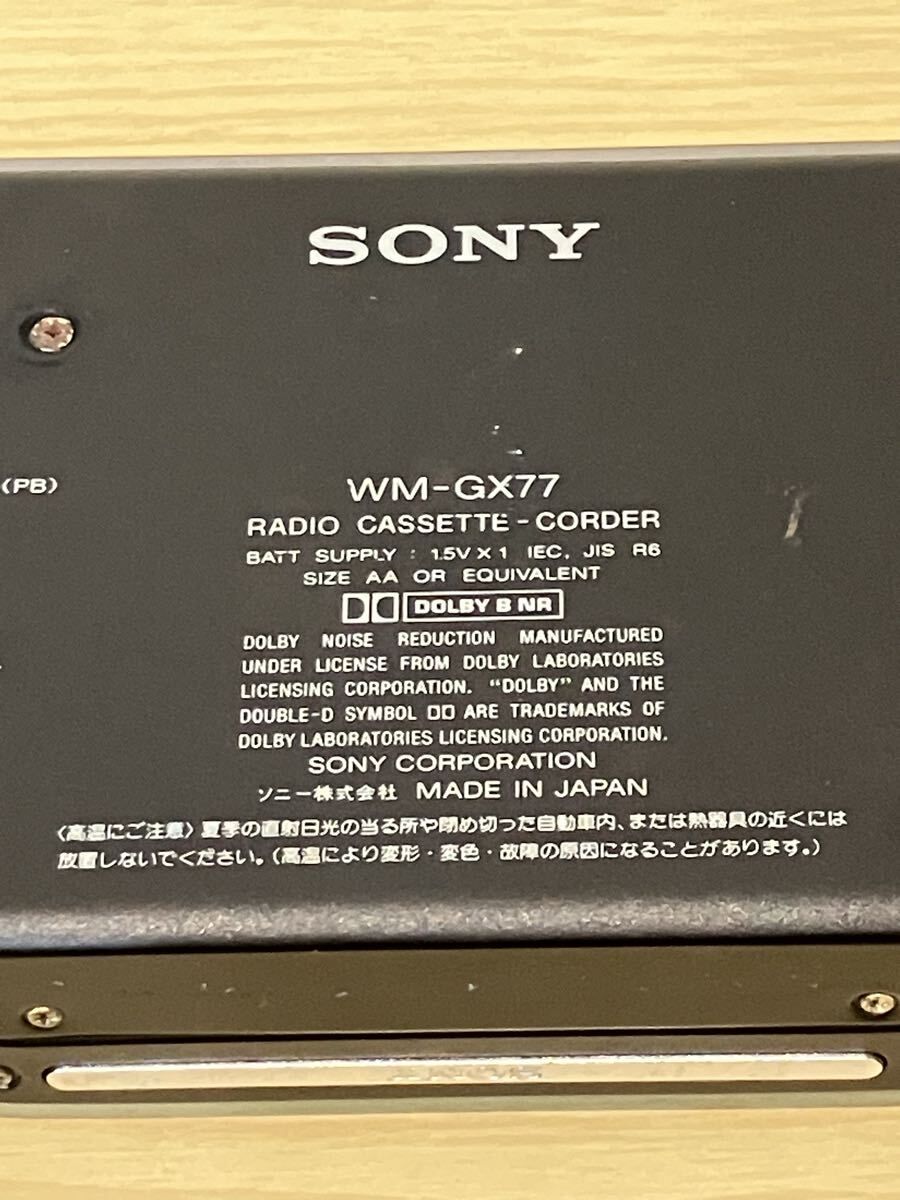 SONY
(PB)
WM-GX77
RADIO CASSETTE-CORDER
BATT SUPPLY : 1.5V X 1 IEC, JIS R6
SIZE AA OR EQUIVALENT
DOLBY B NR
DOLBY NOISE REDUCTION MANUFACTURED
UNDER LICENSE FROM DOLBY LABORATORIES
LICENSING CORPORATION. "DOLBY" AND THE
DOUBLE-D SYMBOL ARE TRADEMARKS OF
DOLBY LABORATORIES LICENSING CORPORATION.
SONY CORPORATION
ソニー株式会社 MADE IN JAPAN
〈高温にご注意〉夏季の直射日光の当る所や閉め切った自動車内、または熱器具の近くには
放置しないでください。(高温により変形・変色・故障の原因になることがあります。)